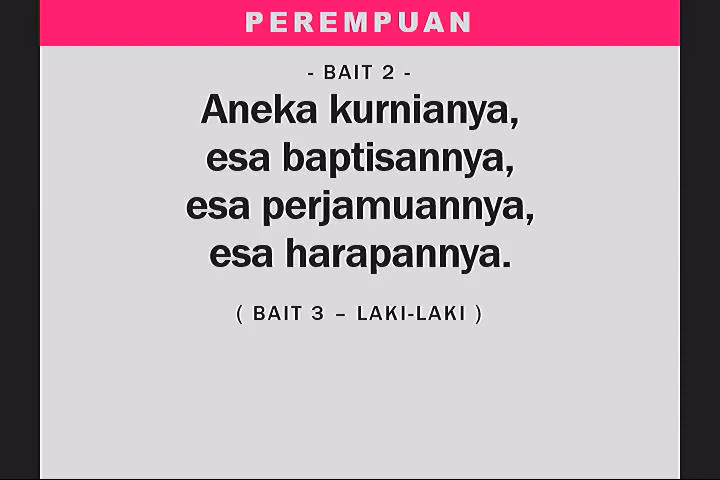 PEREMPUAN
- BAIT 2 -
Aneka kurnianya,
esa baptisannya,
esa perjamuannya,
esa harapannya.
( BAIT 3 – LAKI-LAKI )